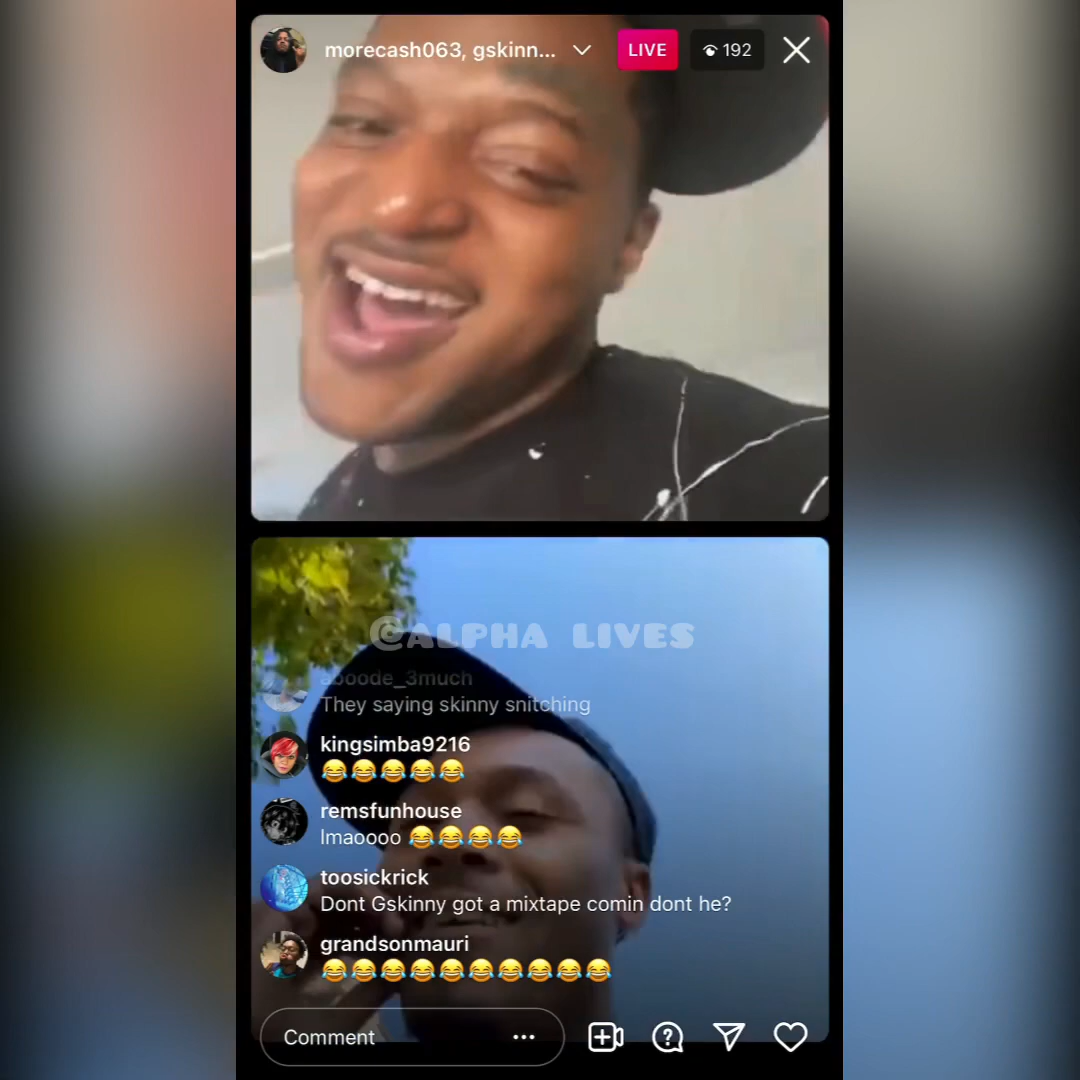 morecash063, gskinn...
LIVE
192
@ALPHA LIVES
aboode_3much
They saying skinny snitching
kingsimba9216
😂😂😂😂😂
remsfunhouse
lmaoooo 😂😂😂😂
toosickrick
Dont Gskinny got a mixtape comin dont he?
grandsonmauri
😂😂😂😂😂😂😂😂😂😂
Comment